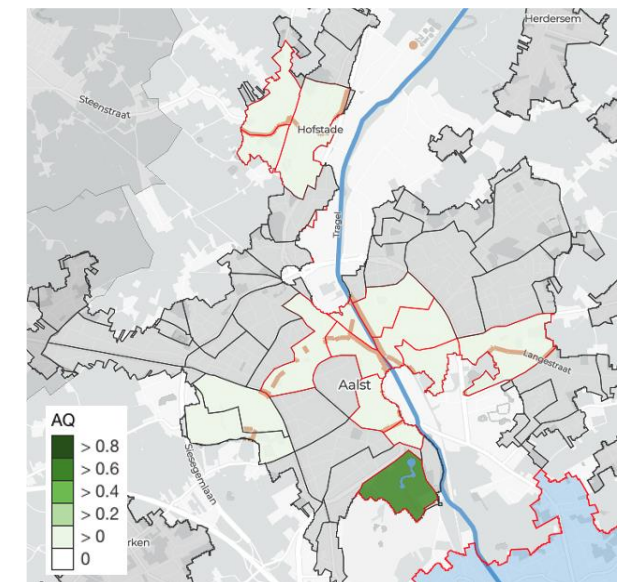 Herdersem
Steenstraat
Hofstade
Tragel
Langestraat
Aalst
Siesegemlaan
rken
AQ
> 0.8
> 0.6
> 0.4
> 0.2
> 0
0